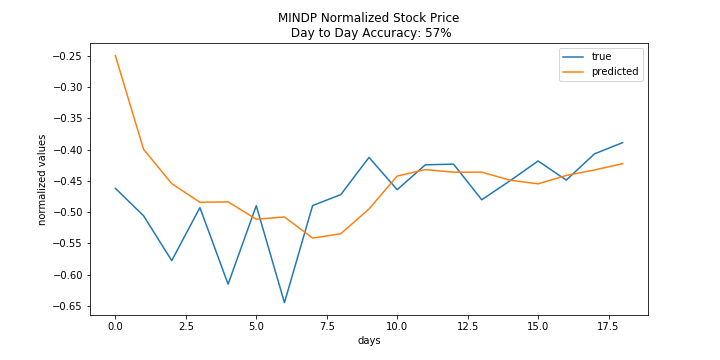 MINDP Normalized Stock Price
Day to Day Accuracy: 57%
true
predicted
normalized values
−0.25
−0.30
−0.35
−0.40
−0.45
−0.50
−0.55
−0.60
−0.65
0.0 2.5 5.0 7.5 10.0 12.5 15.0 17.5
days